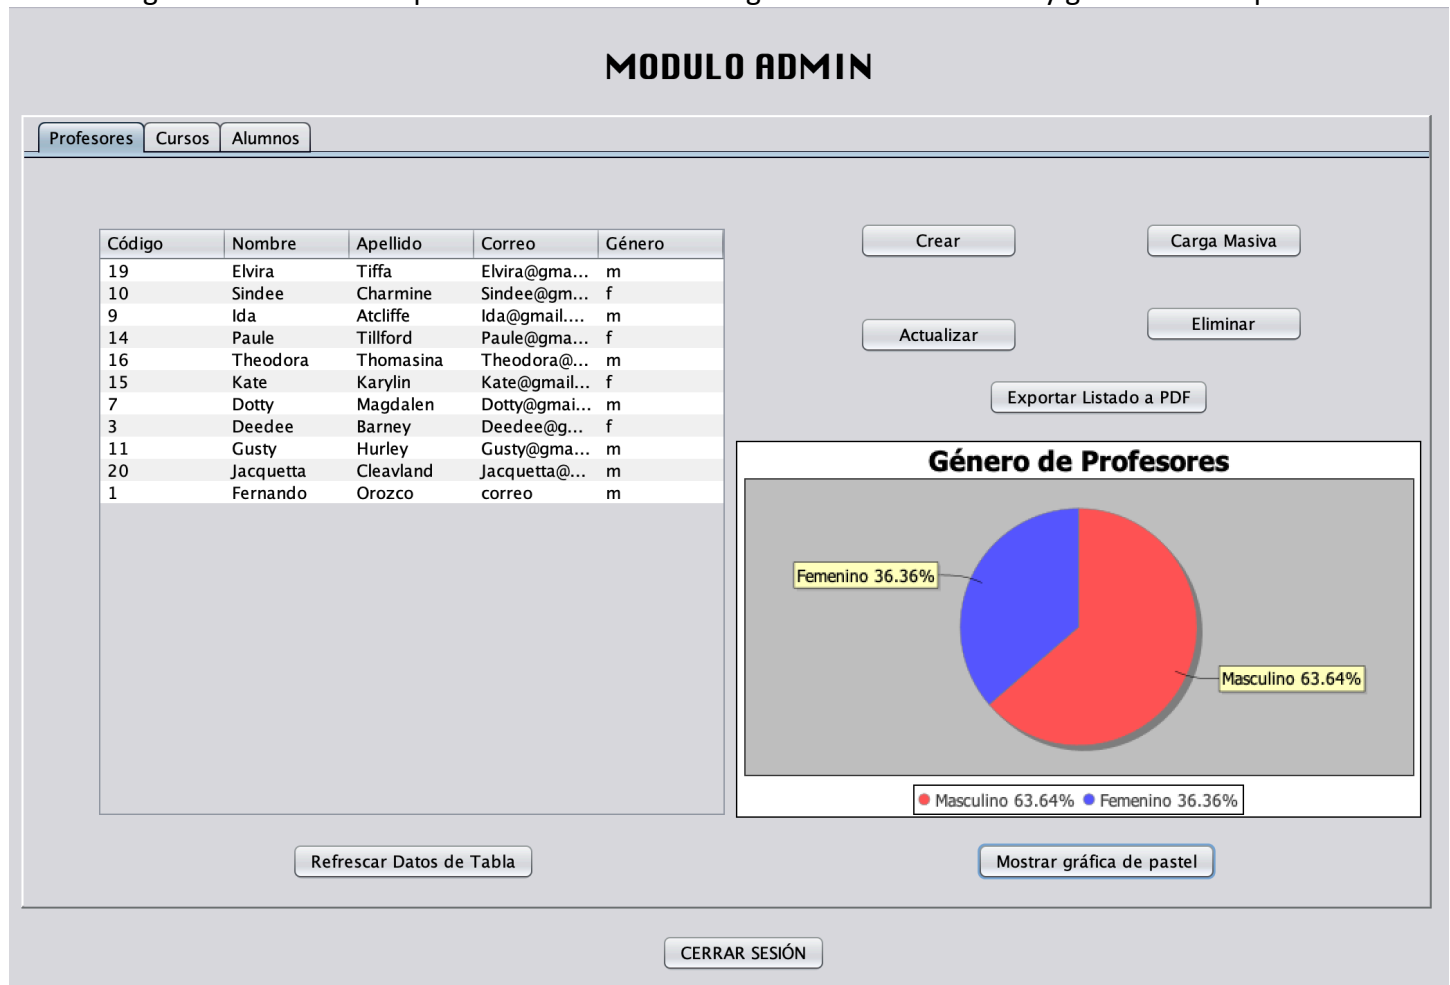 MODULO ADMIN
Profesores Cursos Alumnos
Código Nombre Apellido Correo Género
19 Elvira Tiffa Elvira@gma... m
10 Sindee Charmine Sindee@gm... f
9 Ida Atcliffe Ida@gmail.... m
14 Paule Tillford Paule@gma... f
16 Theodora Thomasina Theodora@... m
15 Kate Karylin Kate@gmail... f
7 Dotty Magdalen Dotty@gmai... m
3 Deedee Barney Deedee@g... f
11 Gusty Hurley Gusty@gma... m
20 Jacquetta Cleavland Jacquetta@... m
1 Fernando Orozco correo m
Refrescar Datos de Tabla
Crear Carga Masiva
Actualizar Eliminar
Exportar Listado a PDF
Género de Profesores
Femenino 36.36%
Masculino 63.64%
Masculino 63.64% Femenino 36.36%
Mostrar gráfica de pastel
CERRAR SESIÓN